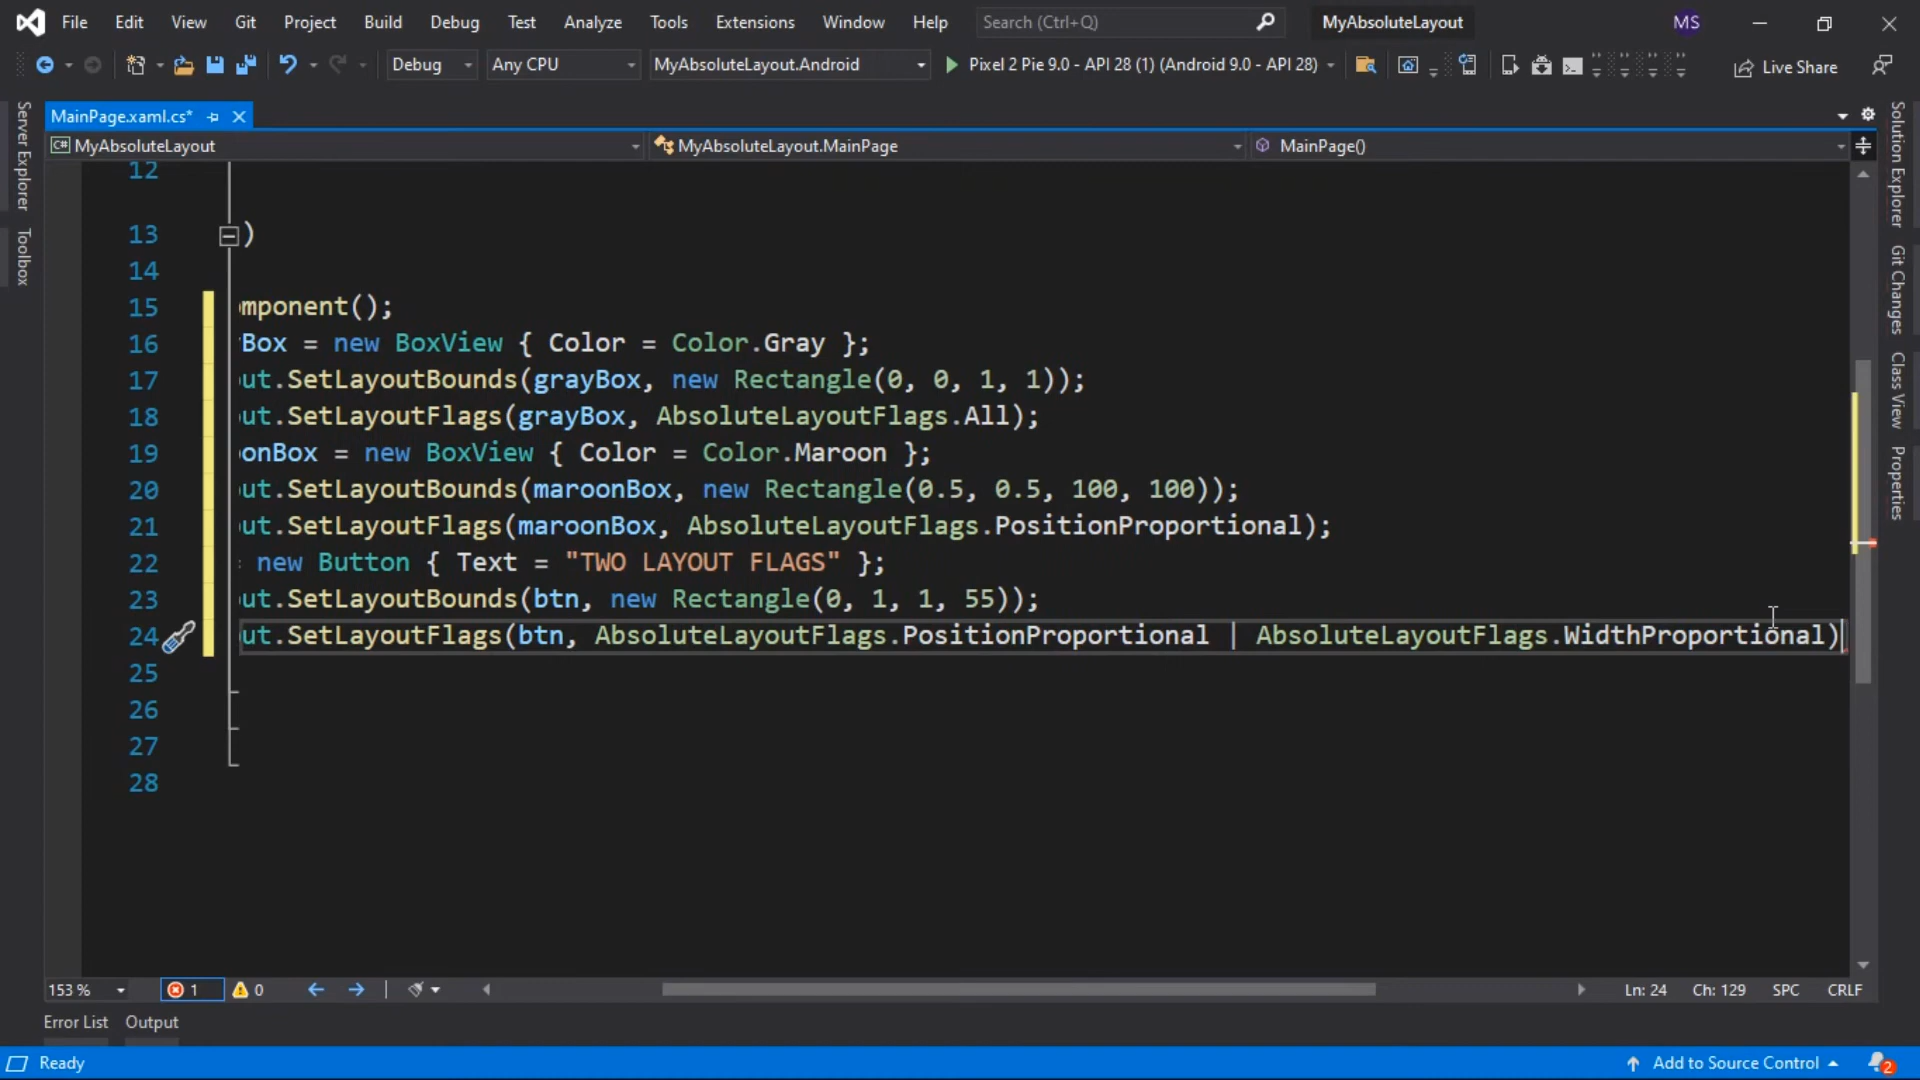 File Edit View Git Project Build Debug Test Analyze Tools Extensions Window Help Search (Ctrl+Q) MyAbsoluteLayout MS
Debug Any CPU MyAbsoluteLayout.Android Pixel 2 Pie 9.0 - API 28 (1) (Android 9.0 - API 28) Live Share
Server Explorer
Toolbox
MainPage.xaml.cs*
C# MyAbsoluteLayout MyAbsoluteLayout.MainPage MainPage()
12
13 )
14
15 omponent();
16 yBox = new BoxView { Color = Color.Gray };
17 ut.SetLayoutBounds(grayBox, new Rectangle(0, 0, 1, 1));
18 ut.SetLayoutFlags(grayBox, AbsoluteLayoutFlags.All);
19 oonBox = new BoxView { Color = Color.Maroon };
20 ut.SetLayoutBounds(maroonBox, new Rectangle(0.5, 0.5, 100, 100));
21 ut.SetLayoutFlags(maroonBox, AbsoluteLayoutFlags.PositionProportional);
22 = new Button { Text = "TWO LAYOUT FLAGS" };
23 ut.SetLayoutBounds(btn, new Rectangle(0, 1, 1, 55));
24 ut.SetLayoutFlags(btn, AbsoluteLayoutFlags.PositionProportional | AbsoluteLayoutFlags.WidthProportional)
25
26
27
28
Solution Explorer
Git Changes
Class View
Properties
153 % 1 0 Ln: 24 Ch: 129 SPC CRLF
Error List Output
Ready Add to Source Control 2